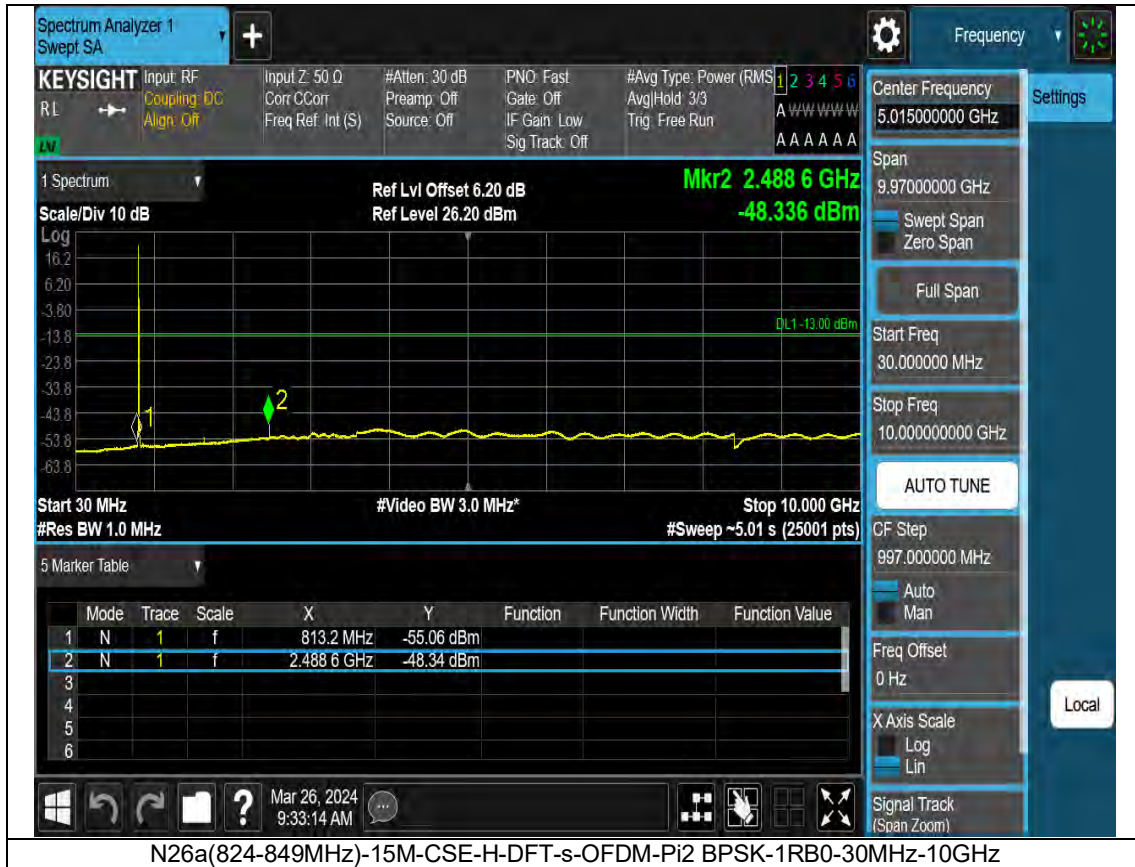 Spectrum Analyzer 1
Swept SA
+
Frequency
KEYSIGHT
RL
Input: RF
Coupling: DC
Align: Off
Input Z: 50 Ω
Corr CCorr
Freq Ref: Int (S)
#Atten: 30 dB
Preamp: Off
Source: Off
PNO: Fast
Gate: Off
IF Gain: Low
Sig Track: Off
#Avg Type: Power (RMS
Avg|Hold: 3/3
Trig: Free Run
1 2 3 4 5 6
A W W W W W
A A A A A A
1 Spectrum
Scale/Div 10 dB
Ref Lvl Offset 6.20 dB
Ref Level 26.20 dBm
Mkr2 2.488 6 GHz
-48.336 dBm
Log
16.2
6.20
-3.80
-13.8
-23.8
-33.8
-43.8
-53.8
-63.8
DL1 -13.00 dBm
1
2
Start 30 MHz
#Video BW 3.0 MHz*
Stop 10.000 GHz
#Res BW 1.0 MHz
#Sweep ~5.01 s (25001 pts)
5 Marker Table
Mode Trace Scale X Y Function Function Width Function Value
1 N 1 f 813.2 MHz -55.06 dBm
2 N 1 f 2.488 6 GHz -48.34 dBm
3
4
5
6
Center Frequency
5.015000000 GHz
Settings
Span
9.97000000 GHz
Swept Span
Zero Span
Full Span
Start Freq
30.000000 MHz
Stop Freq
10.000000000 GHz
AUTO TUNE
CF Step
997.000000 MHz
Auto
Man
Freq Offset
0 Hz
X Axis Scale
Log
Lin
Signal Track
(Span Zoom)
Local
?
Mar 26, 2024
9:33:14 AM
N26a(824-849MHz)-15M-CSE-H-DFT-s-OFDM-Pi2 BPSK-1RB0-30MHz-10GHz